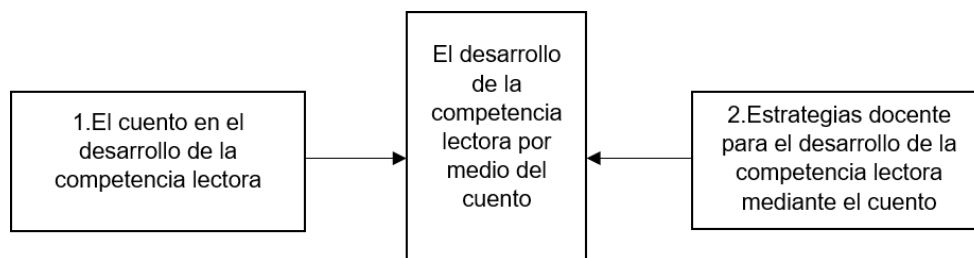 1.El cuento en el
desarrollo de la
competencia lectora
El desarrollo
de la
competencia
lectora por
medio del
cuento
2.Estrategias docente
para el desarrollo de la
competencia lectora
mediante el cuento